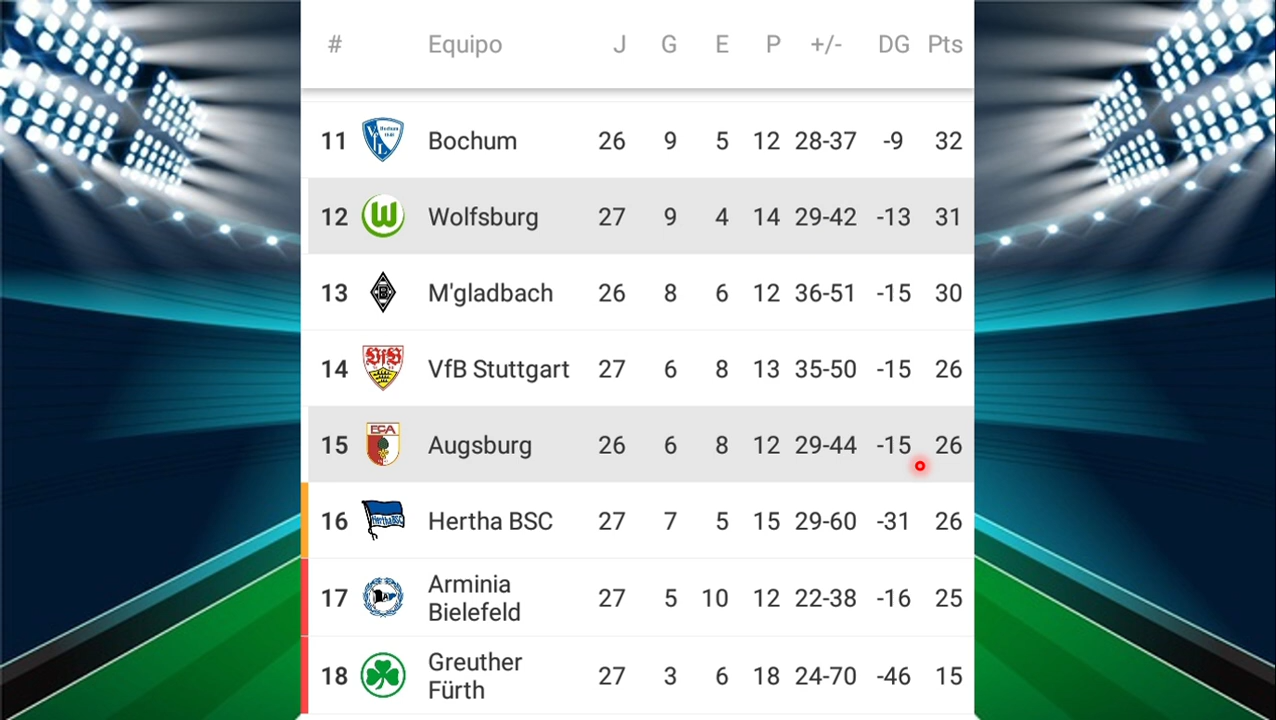 # Equipo J G E P +/- DG Pts
11 Bochum 26 9 5 12 28-37 -9 32
12 Wolfsburg 27 9 4 14 29-42 -13 31
13 M'gladbach 26 8 6 12 36-51 -15 30
14 VfB Stuttgart 27 6 8 13 35-50 -15 26
15 Augsburg 26 6 8 12 29-44 -15 26
16 Hertha BSC 27 7 5 15 29-60 -31 26
17 Arminia Bielefeld 27 5 10 12 22-38 -16 25
18 Greuther Fürth 27 3 6 18 24-70 -46 15